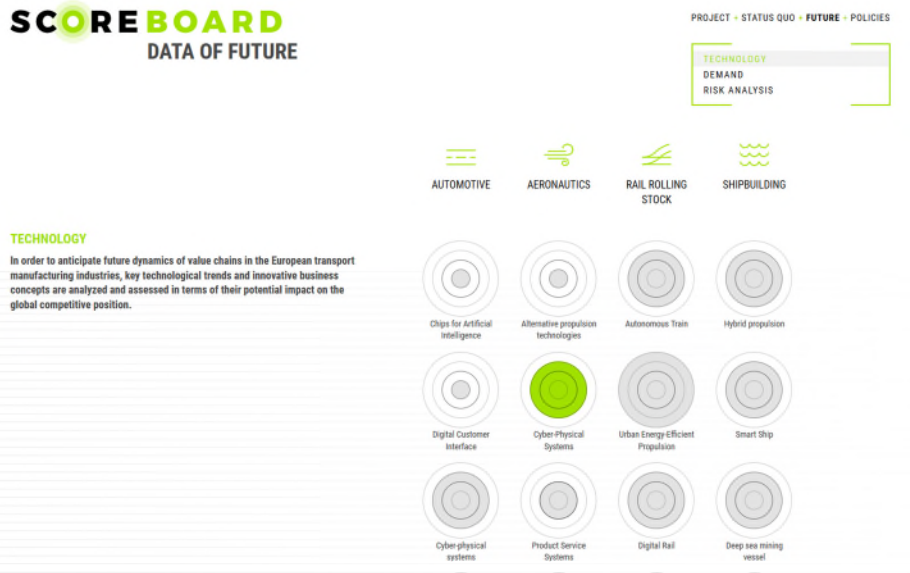 SCOREBOARD
DATA OF FUTURE
PROJECT + STATUS QUO + FUTURE + POLICIES
TECHNOLOGY
DEMAND
RISK ANALYSIS
AUTOMOTIVE
AERONAUTICS
RAIL ROLLING
STOCK
SHIPBUILDING
TECHNOLOGY
In order to anticipate future dynamics of value chains in the European transport
manufacturing industries, key technological trends and innovative business
concepts are analyzed and assessed in terms of their potential impact on the
global competitive position.
Chips for Artificial
Intelligence
Alternative propulsion
technologies
Autonomous Train
Hybrid propulsion
Digital Customer
Interface
Cyber-Physical
Systems
Urban Energy-Efficient
Propulsion
Smart Ship
Cyber-physical
systems
Product Service
Systems
Digital Rail
Deep sea mining
vessel